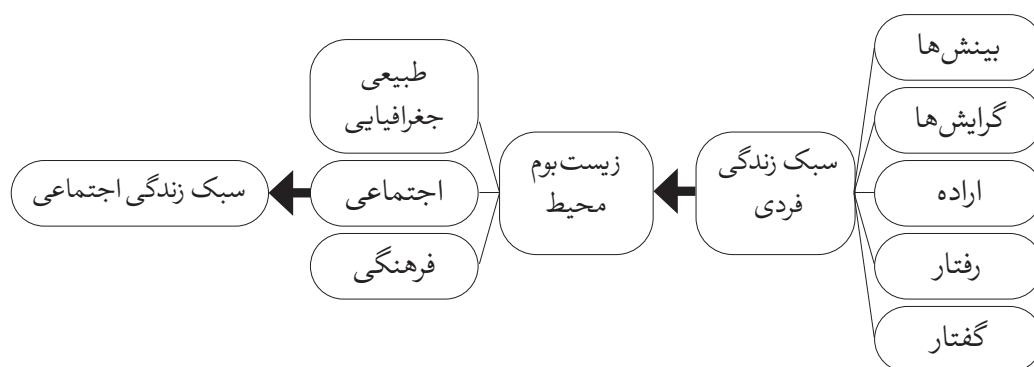 بینش‌ها
گرایش‌ها
اراده
رفتار
گفتار
سبک زندگی
فردی
زیست‌بوم
محیط
طبیعی
جغرافیایی
اجتماعی
فرهنگی
سبک زندگی اجتماعی